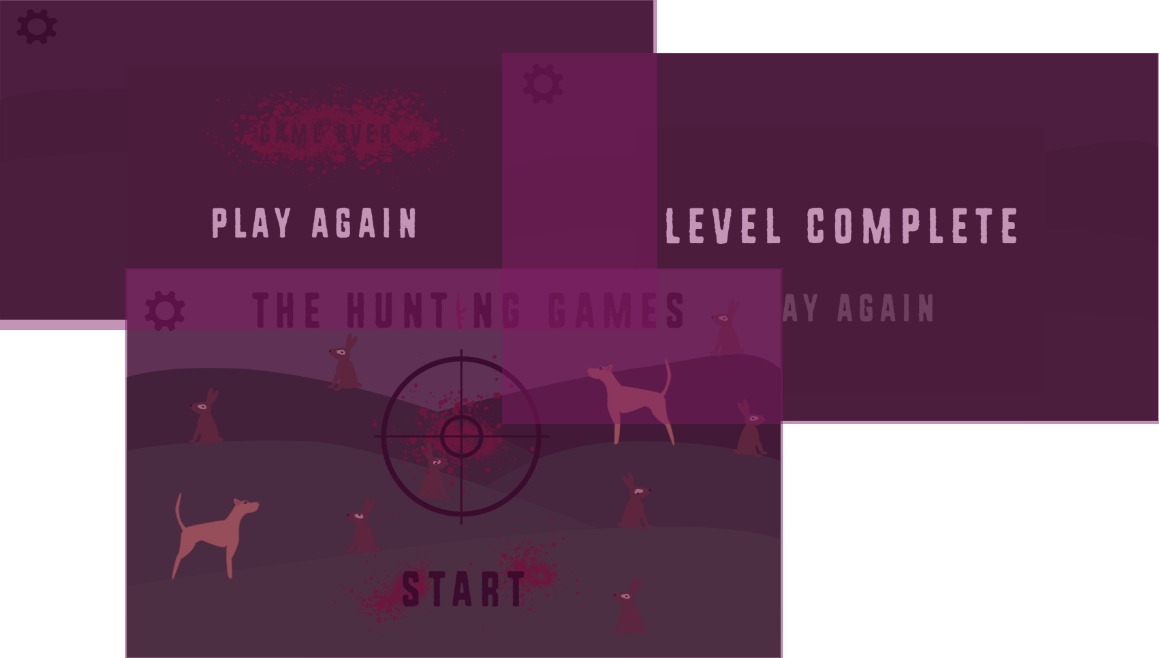 GAME OVER
PLAY AGAIN
LEVEL COMPLETE
AY AGAIN
THE HUNTING GAMES
START